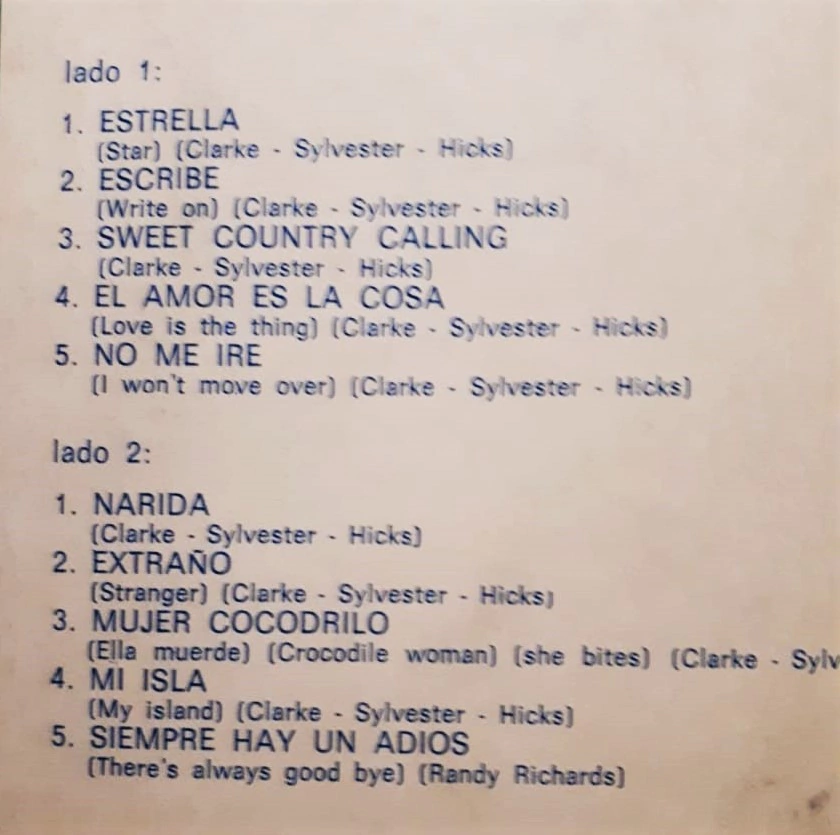 lado 1:
1. ESTRELLA
(Star) (Clarke - Sylvester - Hicks)
2. ESCRIBE
(Write on) (Clarke - Sylvester - Hicks)
3. SWEET COUNTRY CALLING
(Clarke - Sylvester - Hicks)
4. EL AMOR ES LA COSA
(Love is the thing) (Clarke - Sylvester - Hicks)
5. NO ME IRE
(I won't move over) (Clarke - Sylvester - Hicks)
lado 2:
1. NARIDA
(Clarke - Sylvester - Hicks)
2. EXTRAÑO
(Stranger) (Clarke - Sylvester - Hicks)
3. MUJER COCODRILO
(Ella muerde) (Crocodile woman) (she bites) (Clarke - Sylv
4. MI ISLA
(My island) (Clarke - Sylvester - Hicks)
5. SIEMPRE HAY UN ADIOS
(There's always good bye) (Randy Richards)